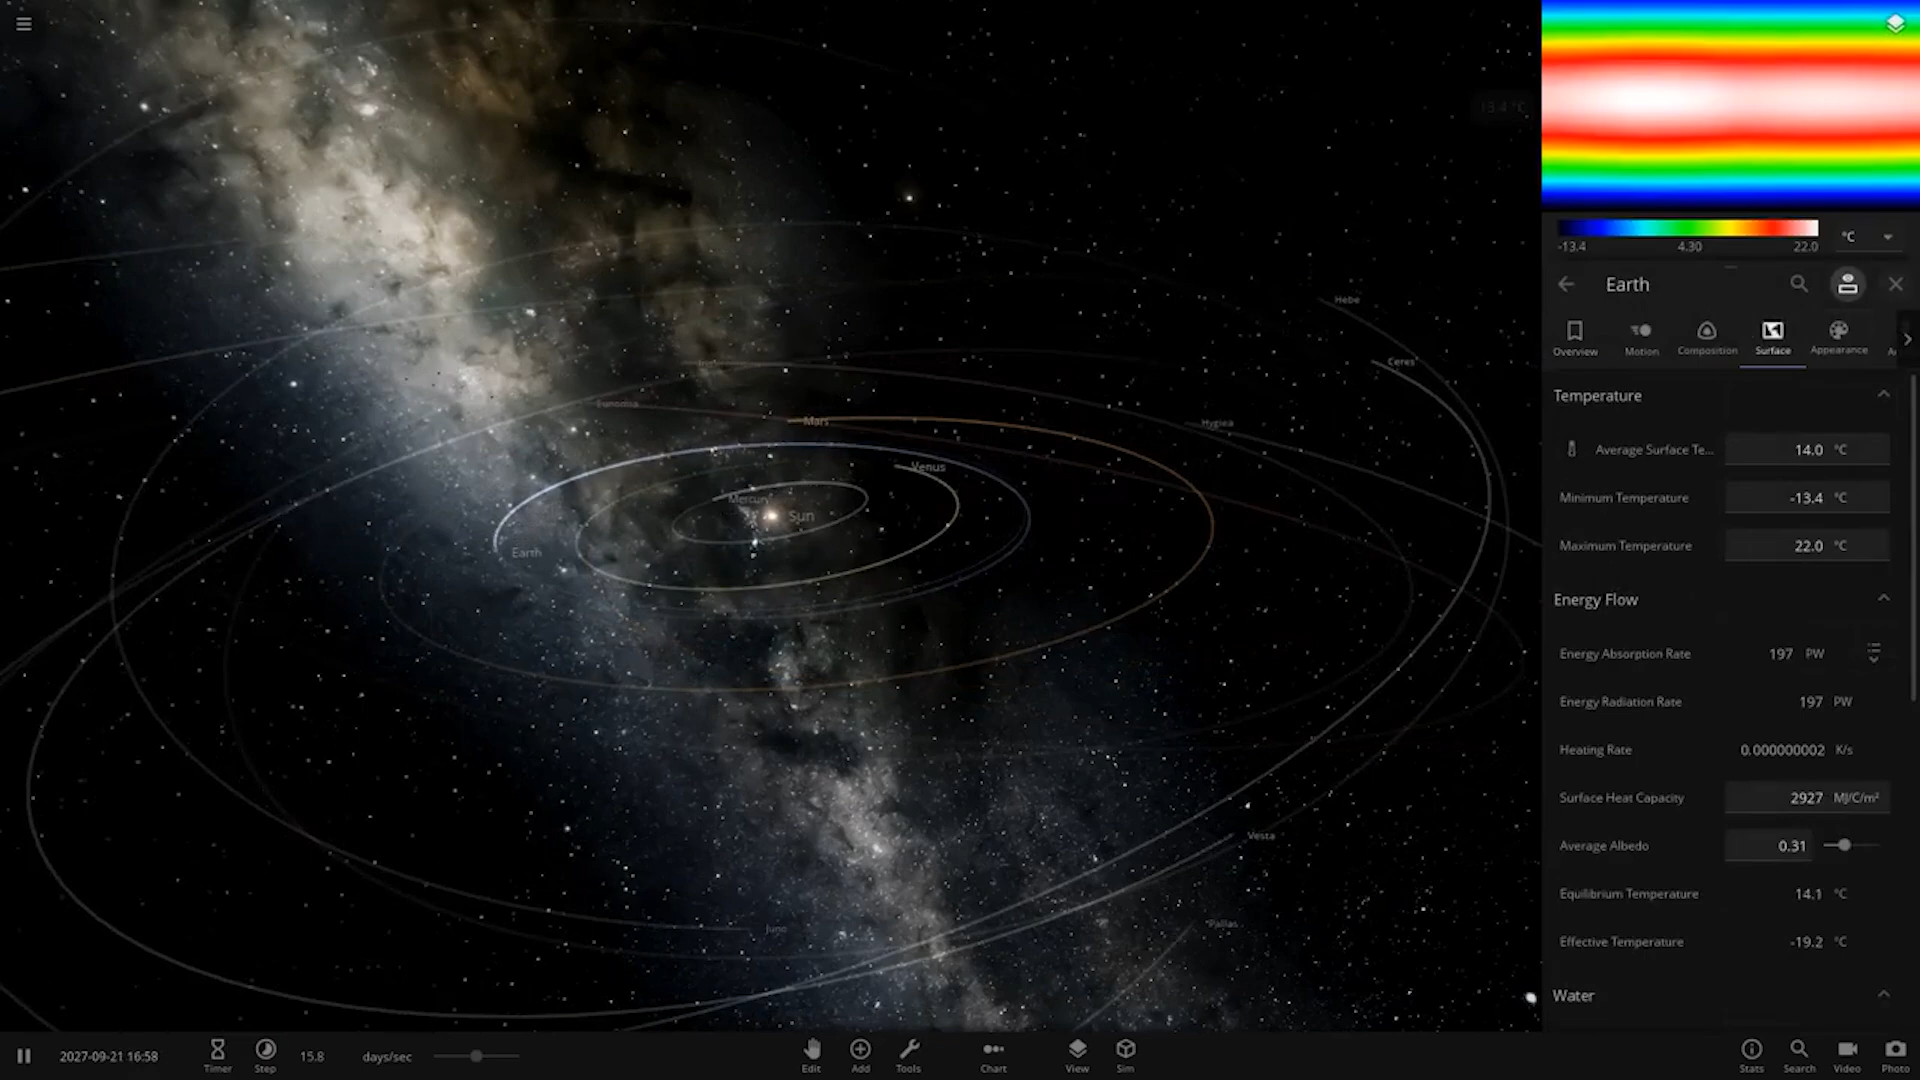 13.4 °C
-13.4 4.30 22.0 °C
Earth
Overview Motion Composition Surface Appearance
Temperature
Average Surface Te... 14.0 °C
Minimum Temperature -13.4 °C
Maximum Temperature 22.0 °C
Energy Flow
Energy Absorption Rate 197 PW
Energy Radiation Rate 197 PW
Heating Rate 0.000000002 K/s
Surface Heat Capacity 2927 MJ/C/m²
Average Albedo 0.31
Equilibrium Temperature 14.1 °C
Effective Temperature -19.2 °C
Water
Hebe
Ceres
Eunomia
Mars
Hygiea
Venus
Mercury
Sun
Earth
Vesta
Pallas
Juno
2027-09-21 16:58
Timer
Step
15.8 days/sec
Edit Add Tools Chart View Sim
Stats Search Video Photo